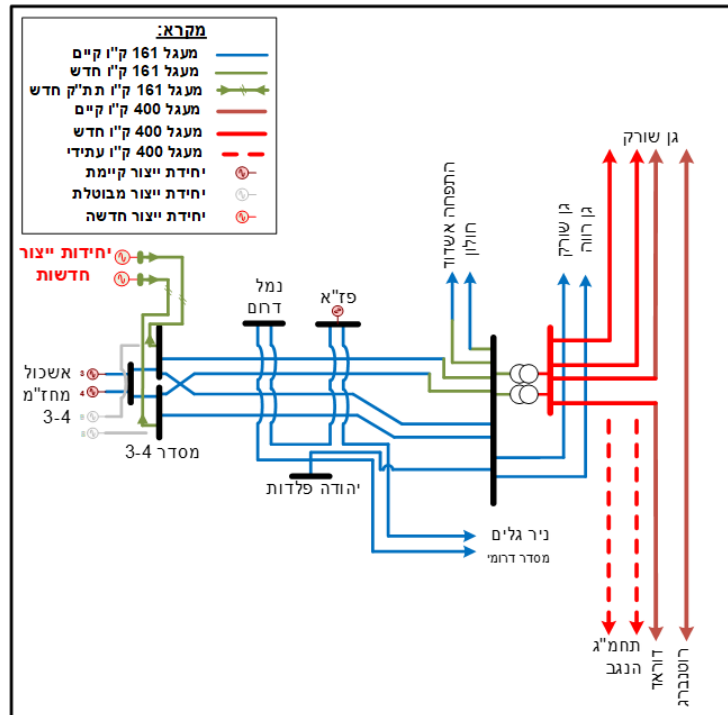 מקרא:
מעגל 161 ק"ו קיים
מעגל 161 ק"ו חדש
מעגל 161 ק"ו תת"ק חדש
מעגל 400 ק"ו קיים
מעגל 400 ק"ו חדש
מעגל 400 ק"ו עתידי
יחידת ייצור קיימת
יחידת ייצור מבוטלת
יחידת ייצור חדשה
גן שורק
התפחה אשדוד
חולון
גן שורק
גן רווה
יחידות ייצור
חדשות
נמל
דרום
פז"א
אשכול
מחז"מ
3-4
3
4
מסדר 3-4
יהודה פלדות
ניר גלים
מסדר דרומי
תחמ"ג
הנגב
דוראד
רוטנברג